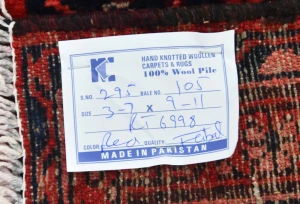 KC
HAND KNOTTED WOOLLEN
CARPETS & RUGS
100% Wool Pile
S.NO 295 BALE NO. 105
SIZE 3-7 x 9-11
KJ 6998
COLOR Red QUALITY
MADE IN PAKISTAN